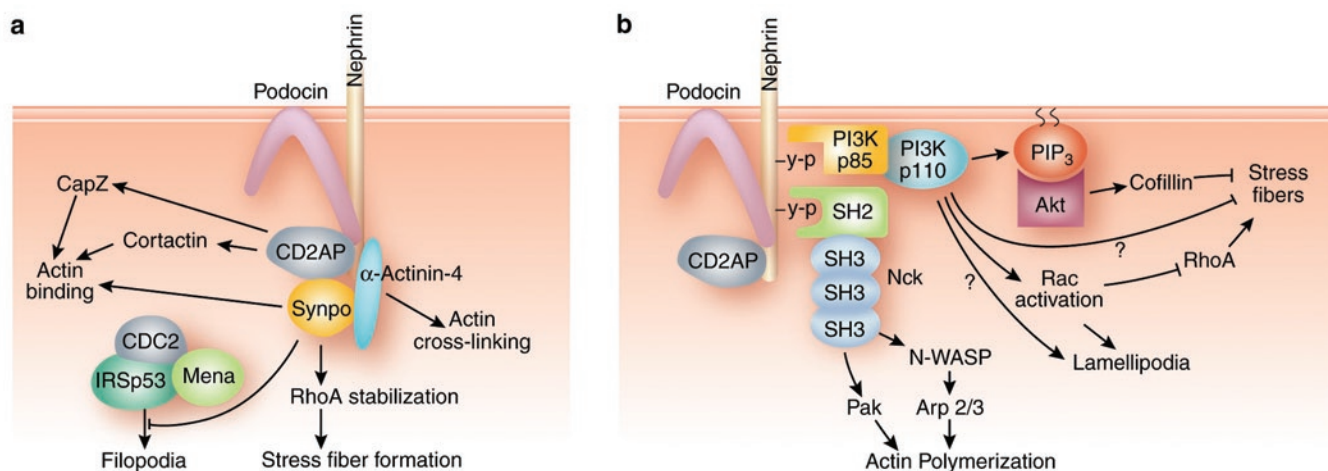 a
Nephrin
Podocin
CapZ
Cortactin
CD2AP
Actin
binding
α-Actinin-4
Synpo
Actin
cross-linking
CDC2
IRSp53
Mena
RhoA stabilization
Filopodia
Stress fiber formation
b
Nephrin
Podocin
PI3K
p85
PI3K
p110
PIP3
-y-p
Akt
Cofillin
Stress
fibers
-y-p
SH2
CD2AP
SH3
SH3
SH3
Nck
?
?
Rac
activation
RhoA
N-WASP
Lamellipodia
Pak
Arp 2/3
Actin Polymerization